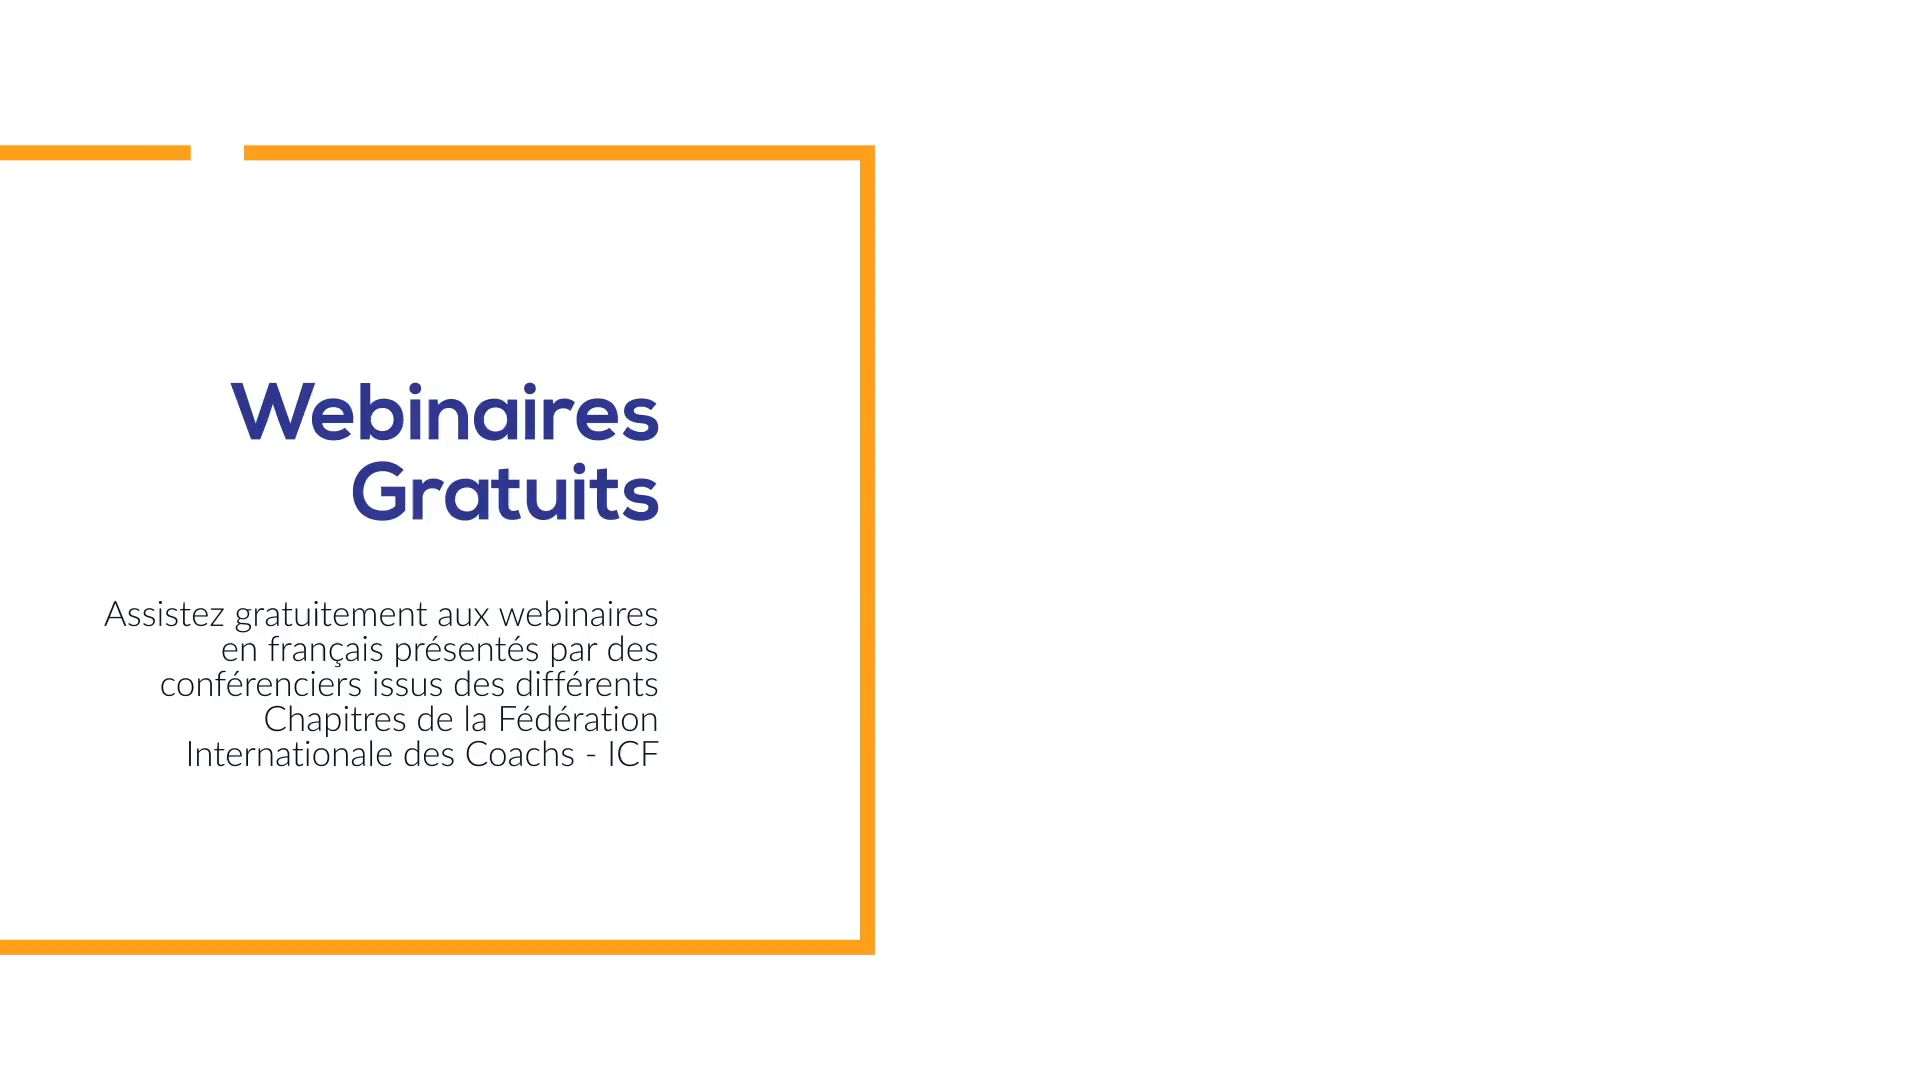 Webinaires
Gratuits
Assistez gratuitement aux webinaires
en français présentés par des
conférenciers issus des différents
Chapitres de la Fédération
Internationale des Coachs - ICF